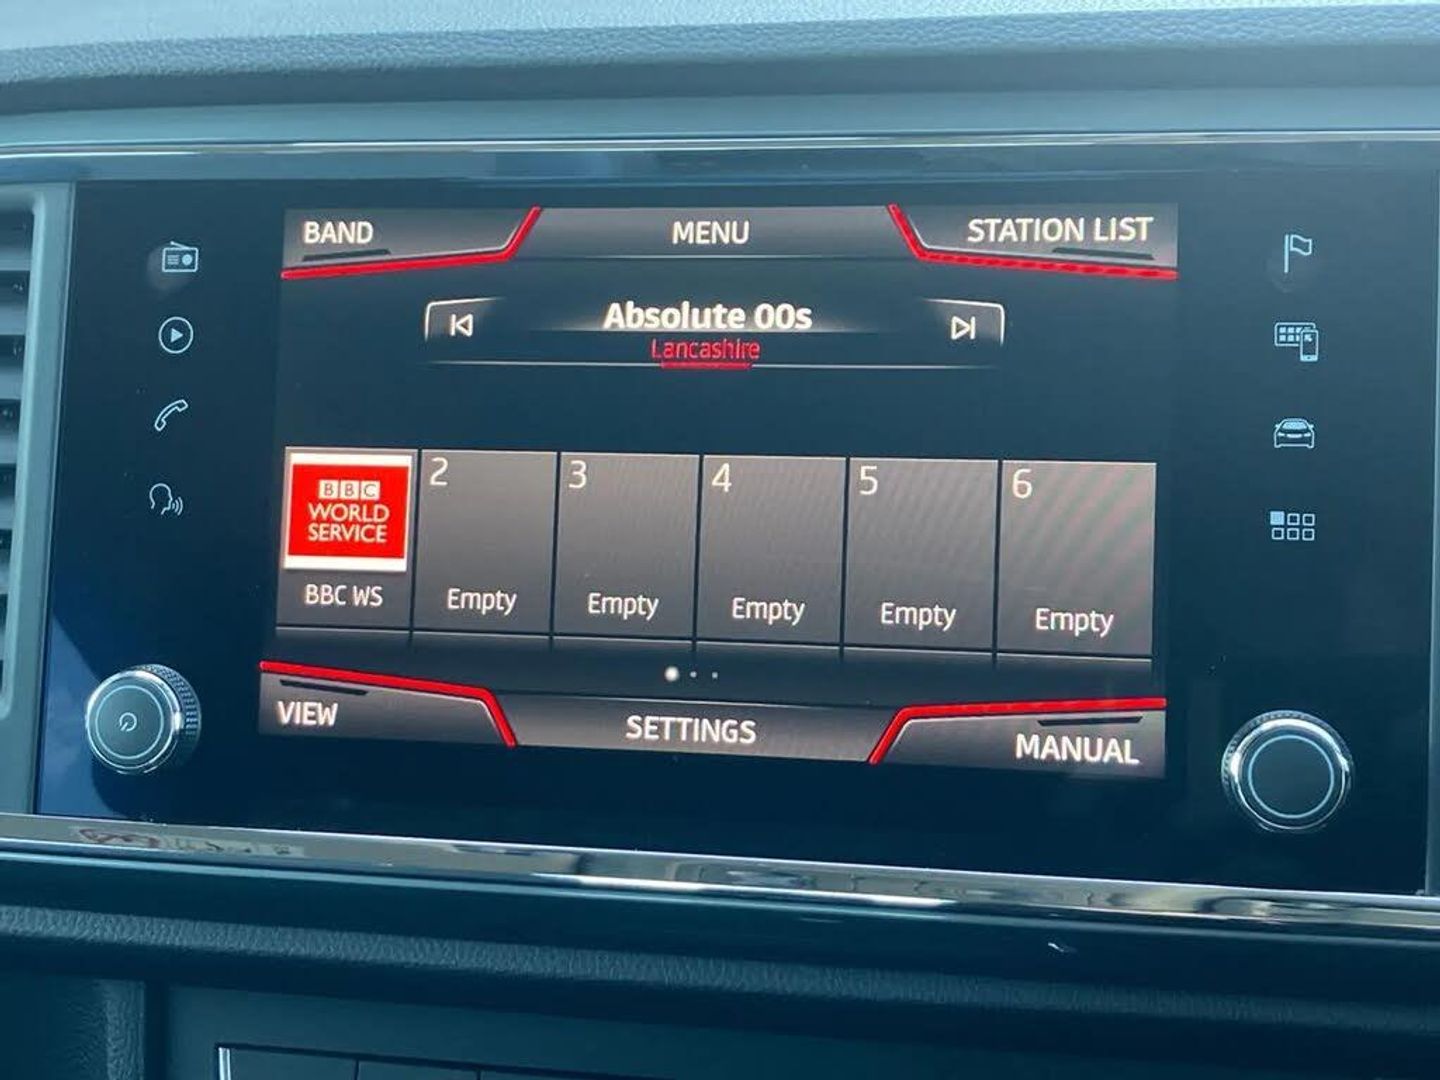 BAND
MENU
STATION LIST
Absolute 00s
Lancashire
BBC
WORLD
SERVICE
BBC WS
2
Empty
3
Empty
4
Empty
5
Empty
6
Empty
VIEW
SETTINGS
MANUAL